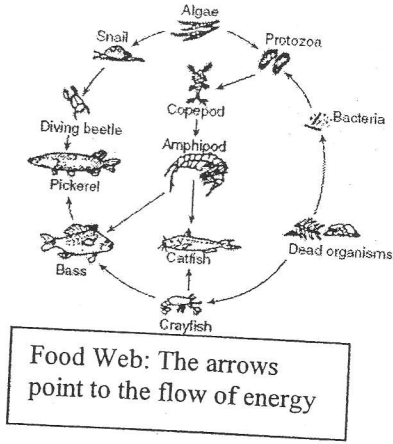 Algae
Snail
Protozoa
Copepod
Bacteria
Diving beetle
Amphipod
Pickerel
Dead organisms
Bass
Catfish
Crayfish
Food Web: The arrows
point to the flow of energy